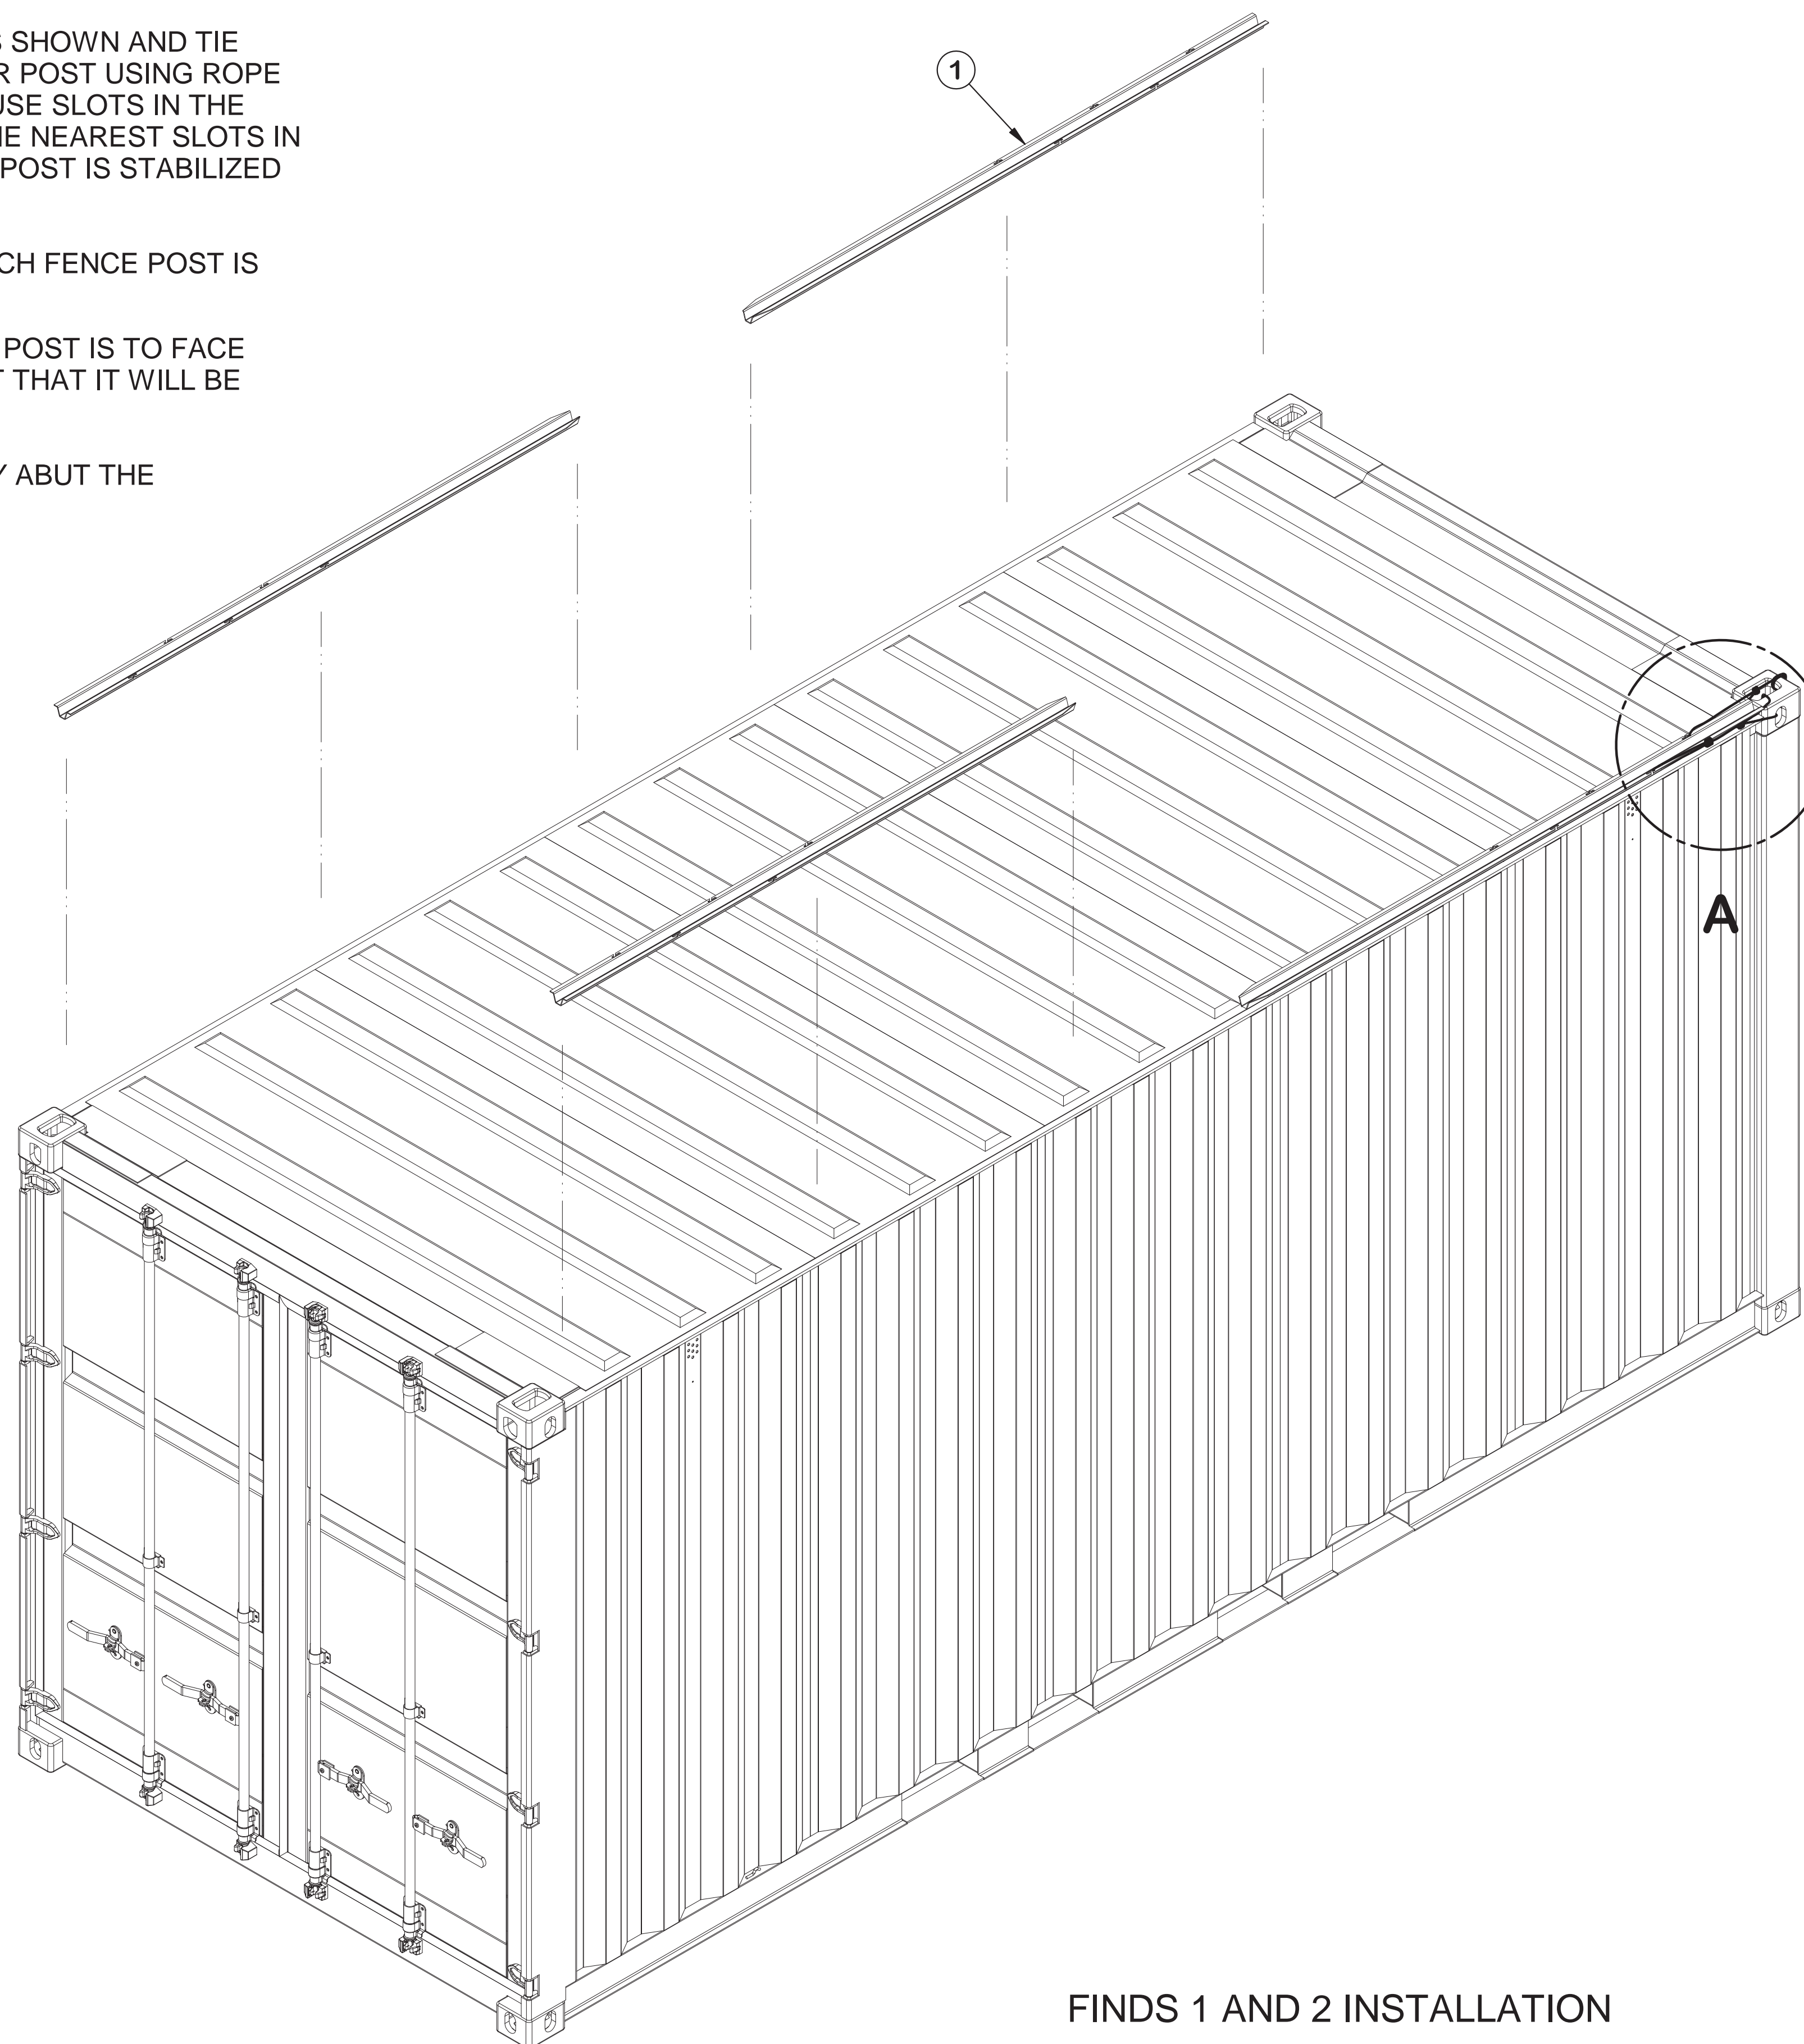 S SHOWN AND TIE
R POST USING ROPE
USE SLOTS IN THE
HE NEAREST SLOTS IN
POST IS STABILIZED
CH FENCE POST IS
POST IS TO FACE
T THAT IT WILL BE
Y ABUT THE
1
A
FINDS 1 AND 2 INSTALLATION